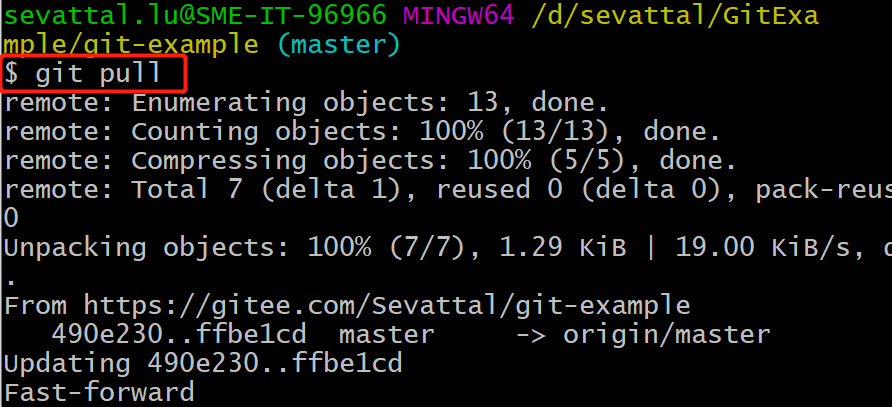 sevattal.lu@SME-IT-96966 MINGW64 /d/sevattal/GitExa
mple/git-example (master)
$ git pull
remote: Enumerating objects: 13, done.
remote: Counting objects: 100% (13/13), done.
remote: Compressing objects: 100% (5/5), done.
remote: Total 7 (delta 1), reused 0 (delta 0), pack-reus
0
Unpacking objects: 100% (7/7), 1.29 KiB | 19.00 KiB/s, d
.
From https://gitee.com/Sevattal/git-example
   490e230..ffbe1cd  master     -> origin/master
Updating 490e230..ffbe1cd
Fast-forward